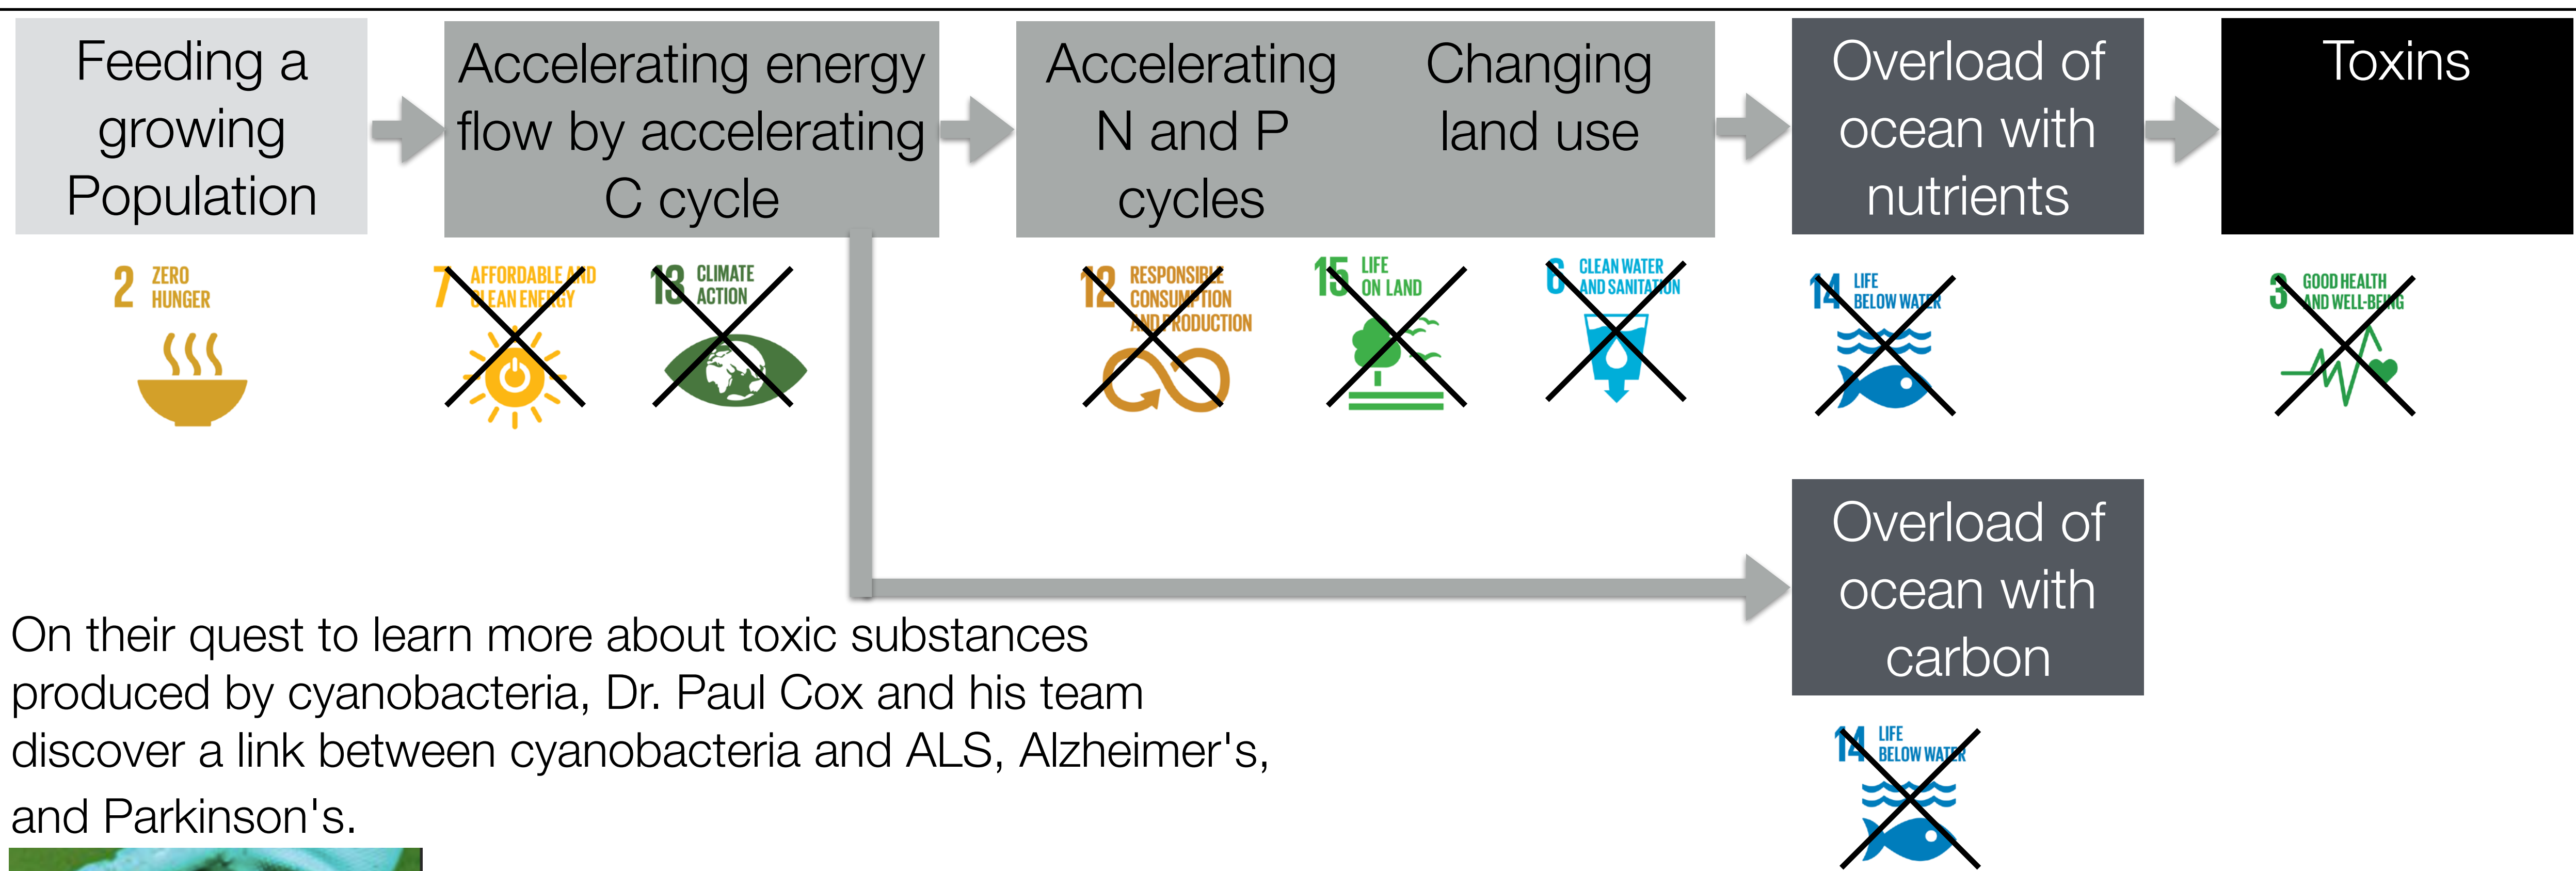 Feeding a
growing
Population
Accelerating energy
flow by accelerating
C cycle
Accelerating
N and P
cycles
Changing
land use
Overload of
ocean with
nutrients
Toxins
2 ZERO
HUNGER
7 AFFORDABLE AND
CLEAN ENERGY
13 CLIMATE
ACTION
12 RESPONSIBLE
CONSUMPTION
AND PRODUCTION
15 LIFE
ON LAND
6 CLEAN WATER
AND SANITATION
14 LIFE
BELOW WATER
3 GOOD HEALTH
AND WELL-BEING
Overload of
ocean with
carbon
14 LIFE
BELOW WATER
On their quest to learn more about toxic substances
produced by cyanobacteria, Dr. Paul Cox and his team
discover a link between cyanobacteria and ALS, Alzheimer's,
and Parkinson's.